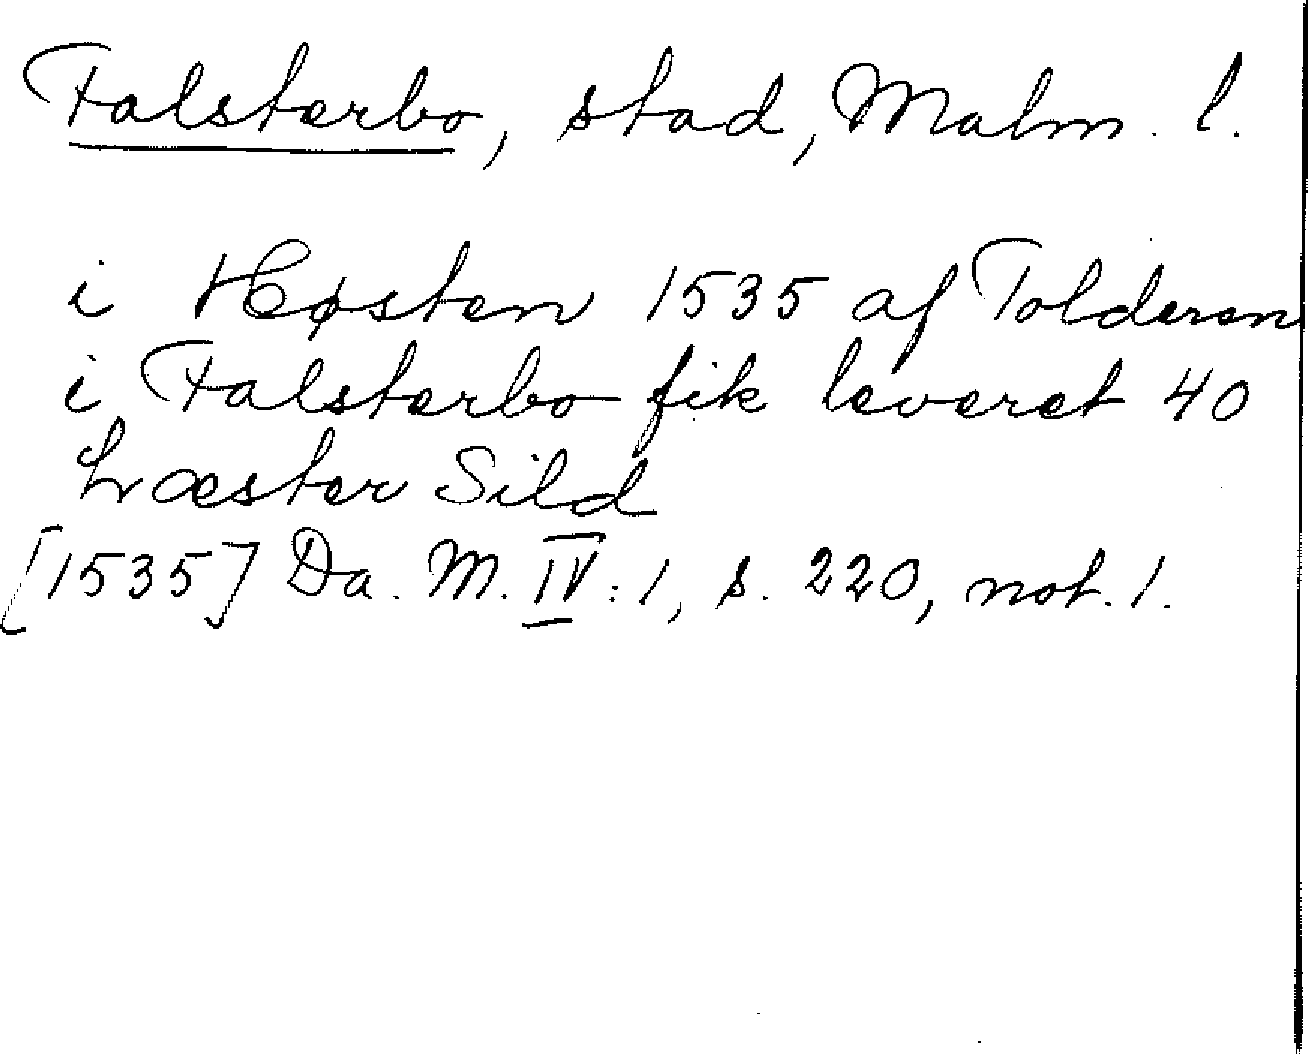 Falsterbo, stad, Malm. l.
i Høsten 1535 af Tolderen
i Falsterbo fik leveret 40
Læster Sild
[1535] Da. M. IV: 1, s. 220, not. 1.